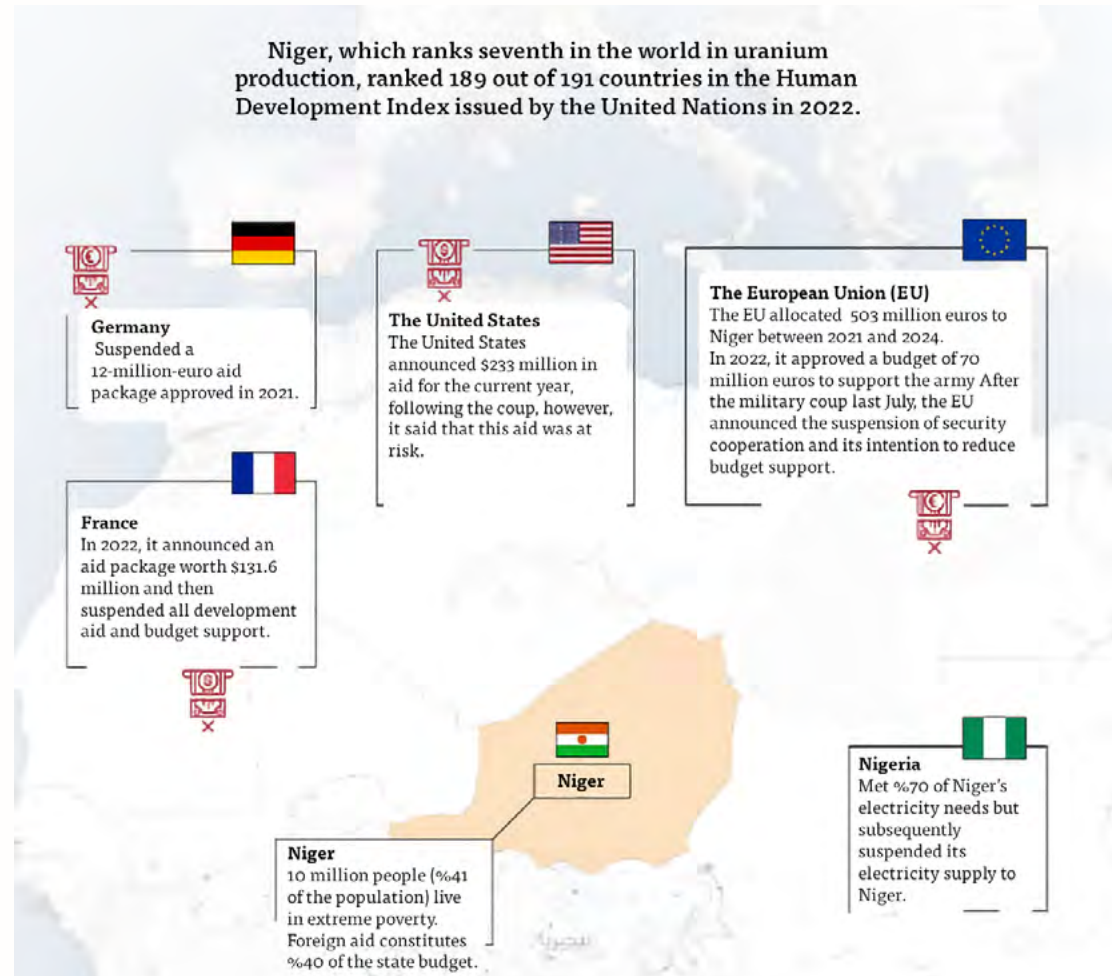 Niger, which ranks seventh in the world in uranium
production, ranked 189 out of 191 countries in the Human
Development Index issued by the United Nations in 2022.
Germany
Suspended a
12-million-euro aid
package approved in 2021.
The United States
The United States
announced $233 million in
aid for the current year,
following the coup, however,
it said that this aid was at
risk.
The European Union (EU)
The EU allocated 503 million euros to
Niger between 2021 and 2024.
In 2022, it approved a budget of 70
million euros to support the army After
the military coup last July, the EU
announced the suspension of security
cooperation and its intention to reduce
budget support.
France
In 2022, it announced an
aid package worth $131.6
million and then
suspended all development
aid and budget support.
Niger
Niger
10 million people (%41
of the population) live
in extreme poverty.
Foreign aid constitutes
%40 of the state budget.
Nigeria
Met %70 of Niger's
electricity needs but
subsequently
suspended its
electricity supply to
Niger.